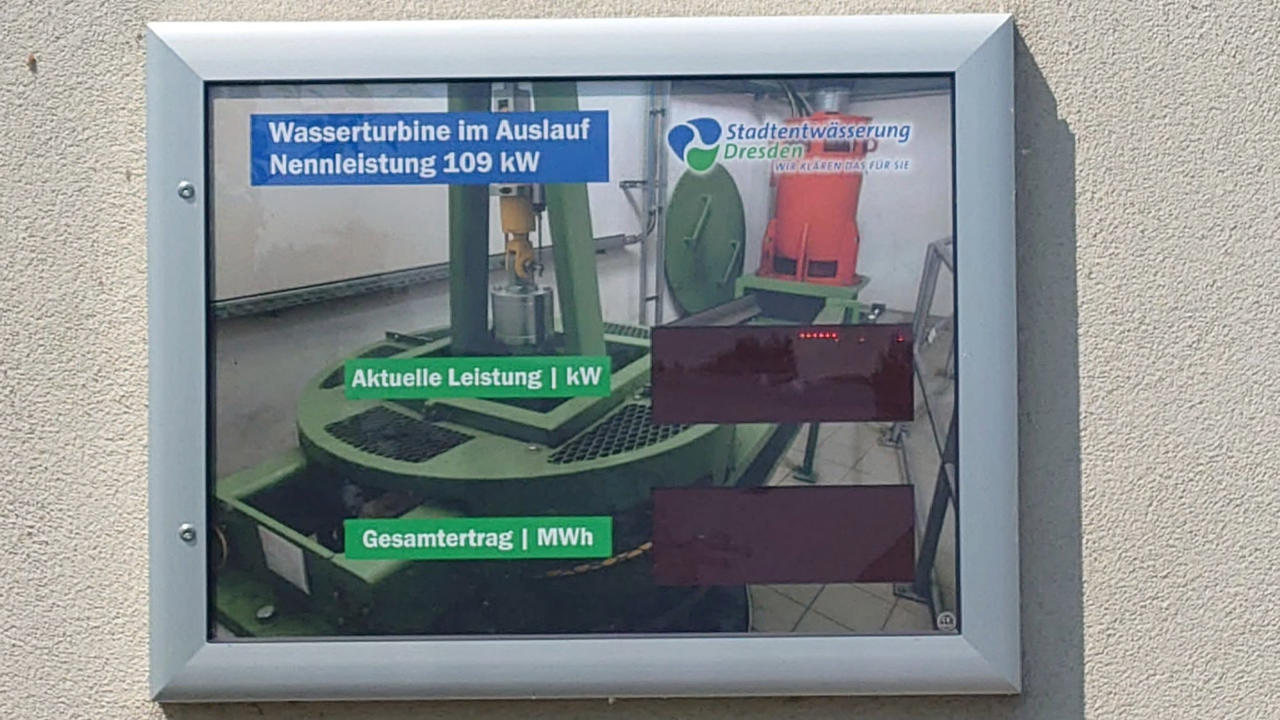 Wasserturbine im Auslauf
Nennleistung 109 kW
Stadtentwässerung
Dresden
WIR KLÄREN DAS FÜR SIE
Aktuelle Leistung | kW
Gesamtertrag | MWh